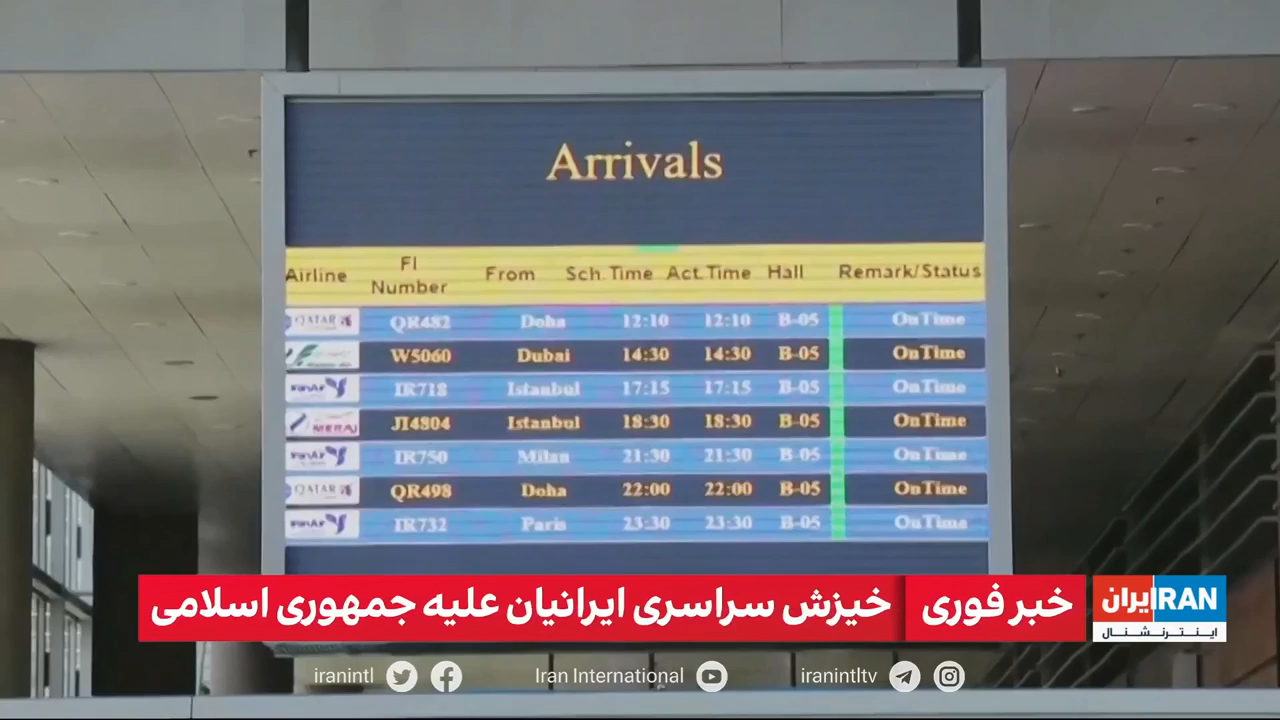 Arrivals
Airline Fl Number From Sch. Time Act. Time Hall Remark/Status
QATAR QR482 Doha 12:10 12:10 B-05 OnTime
W5060 Dubai 14:30 14:30 B-05 OnTime
IranAir IR718 Istanbul 17:15 17:15 B-05 OnTime
MERAJ JI4804 Istanbul 18:30 18:30 B-05 OnTime
IranAir IR750 Milan 21:30 21:30 B-05 OnTime
QATAR QR498 Doha 22:00 22:00 B-05 OnTime
IranAir IR732 Paris 23:30 23:30 B-05 OnTime
خبر فوری
خیزش سراسری ایرانیان علیه جمهوری اسلامی
ایران IRAN
اینترنشنال
iranintl Iran International iranintltv